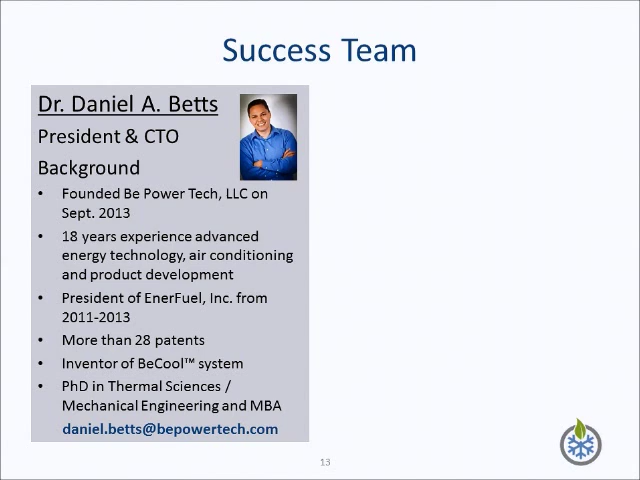 Success Team
Dr. Daniel A. Betts
President & CTO
Background
• Founded Be Power Tech, LLC on
Sept. 2013
• 18 years experience advanced
energy technology, air conditioning
and product development
• President of EnerFuel, Inc. from
2011-2013
• More than 28 patents
• Inventor of BeCool™ system
• PhD in Thermal Sciences /
Mechanical Engineering and MBA
daniel.betts@bepowertech.com
13